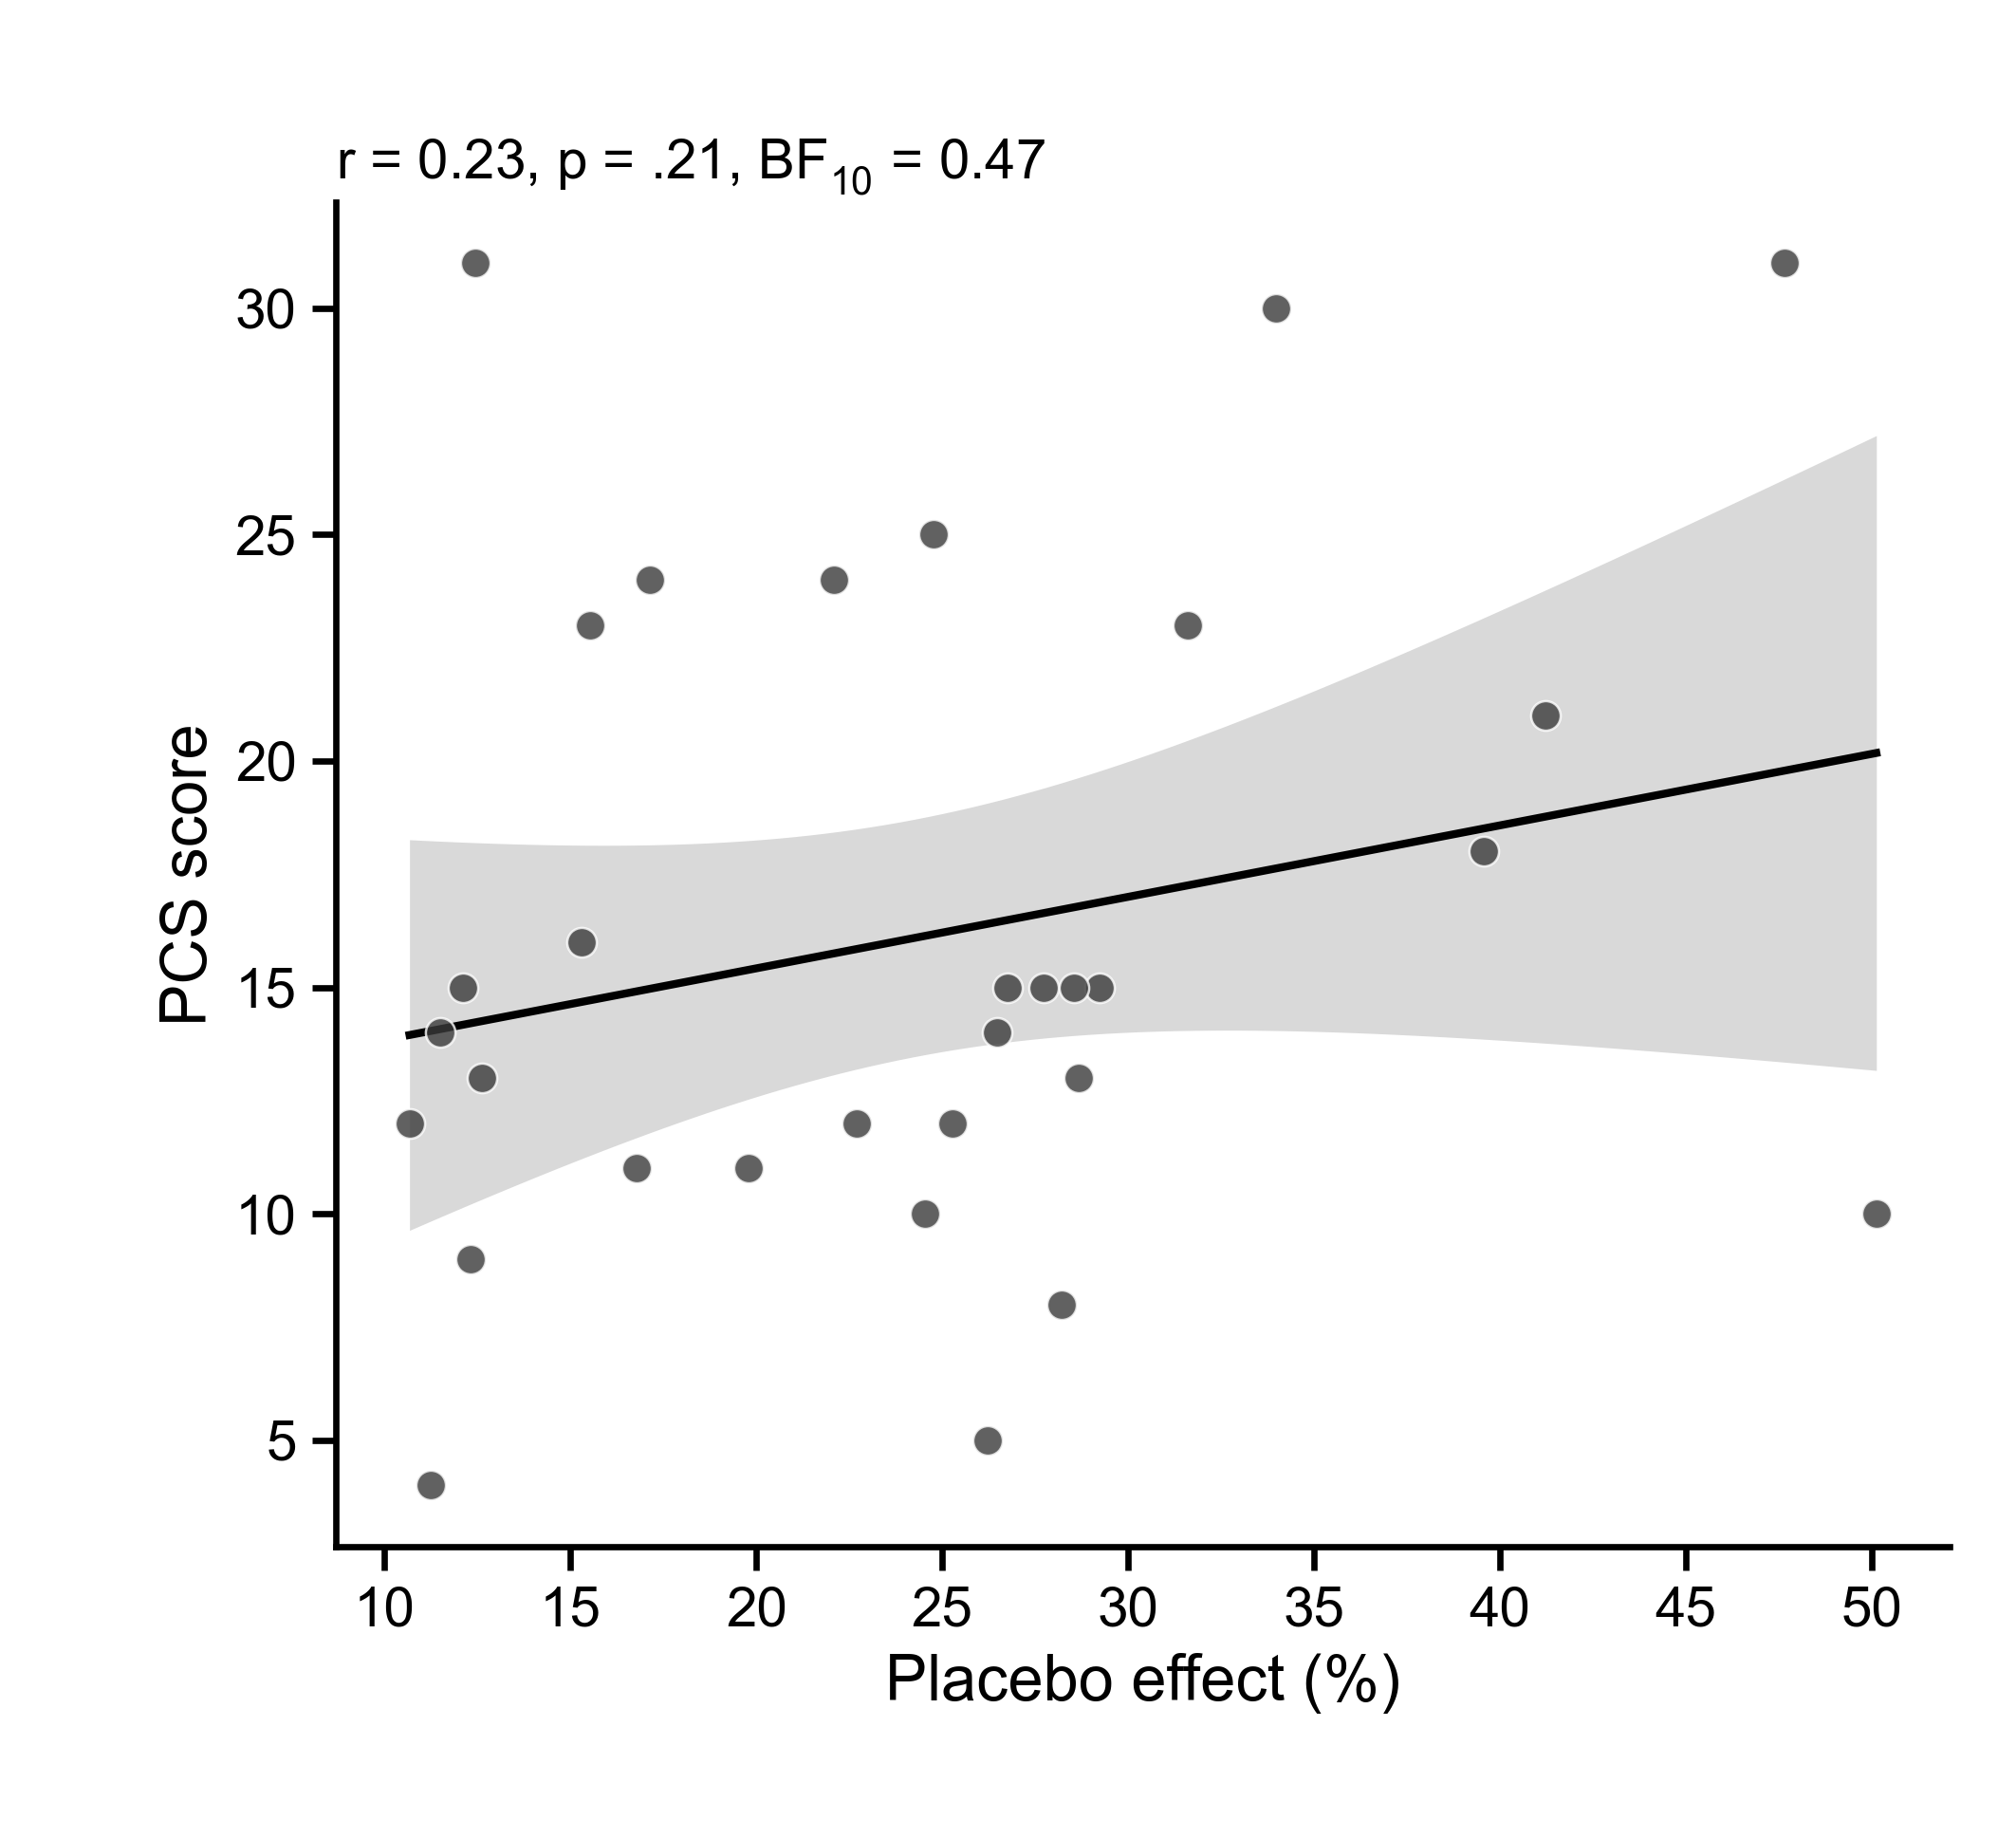 r = 0.23, p = .21, BF₁₀ = 0.47
30
25
20
15
10
5
PCS score
10 15 20 25 30 35 40 45 50
Placebo effect (%)